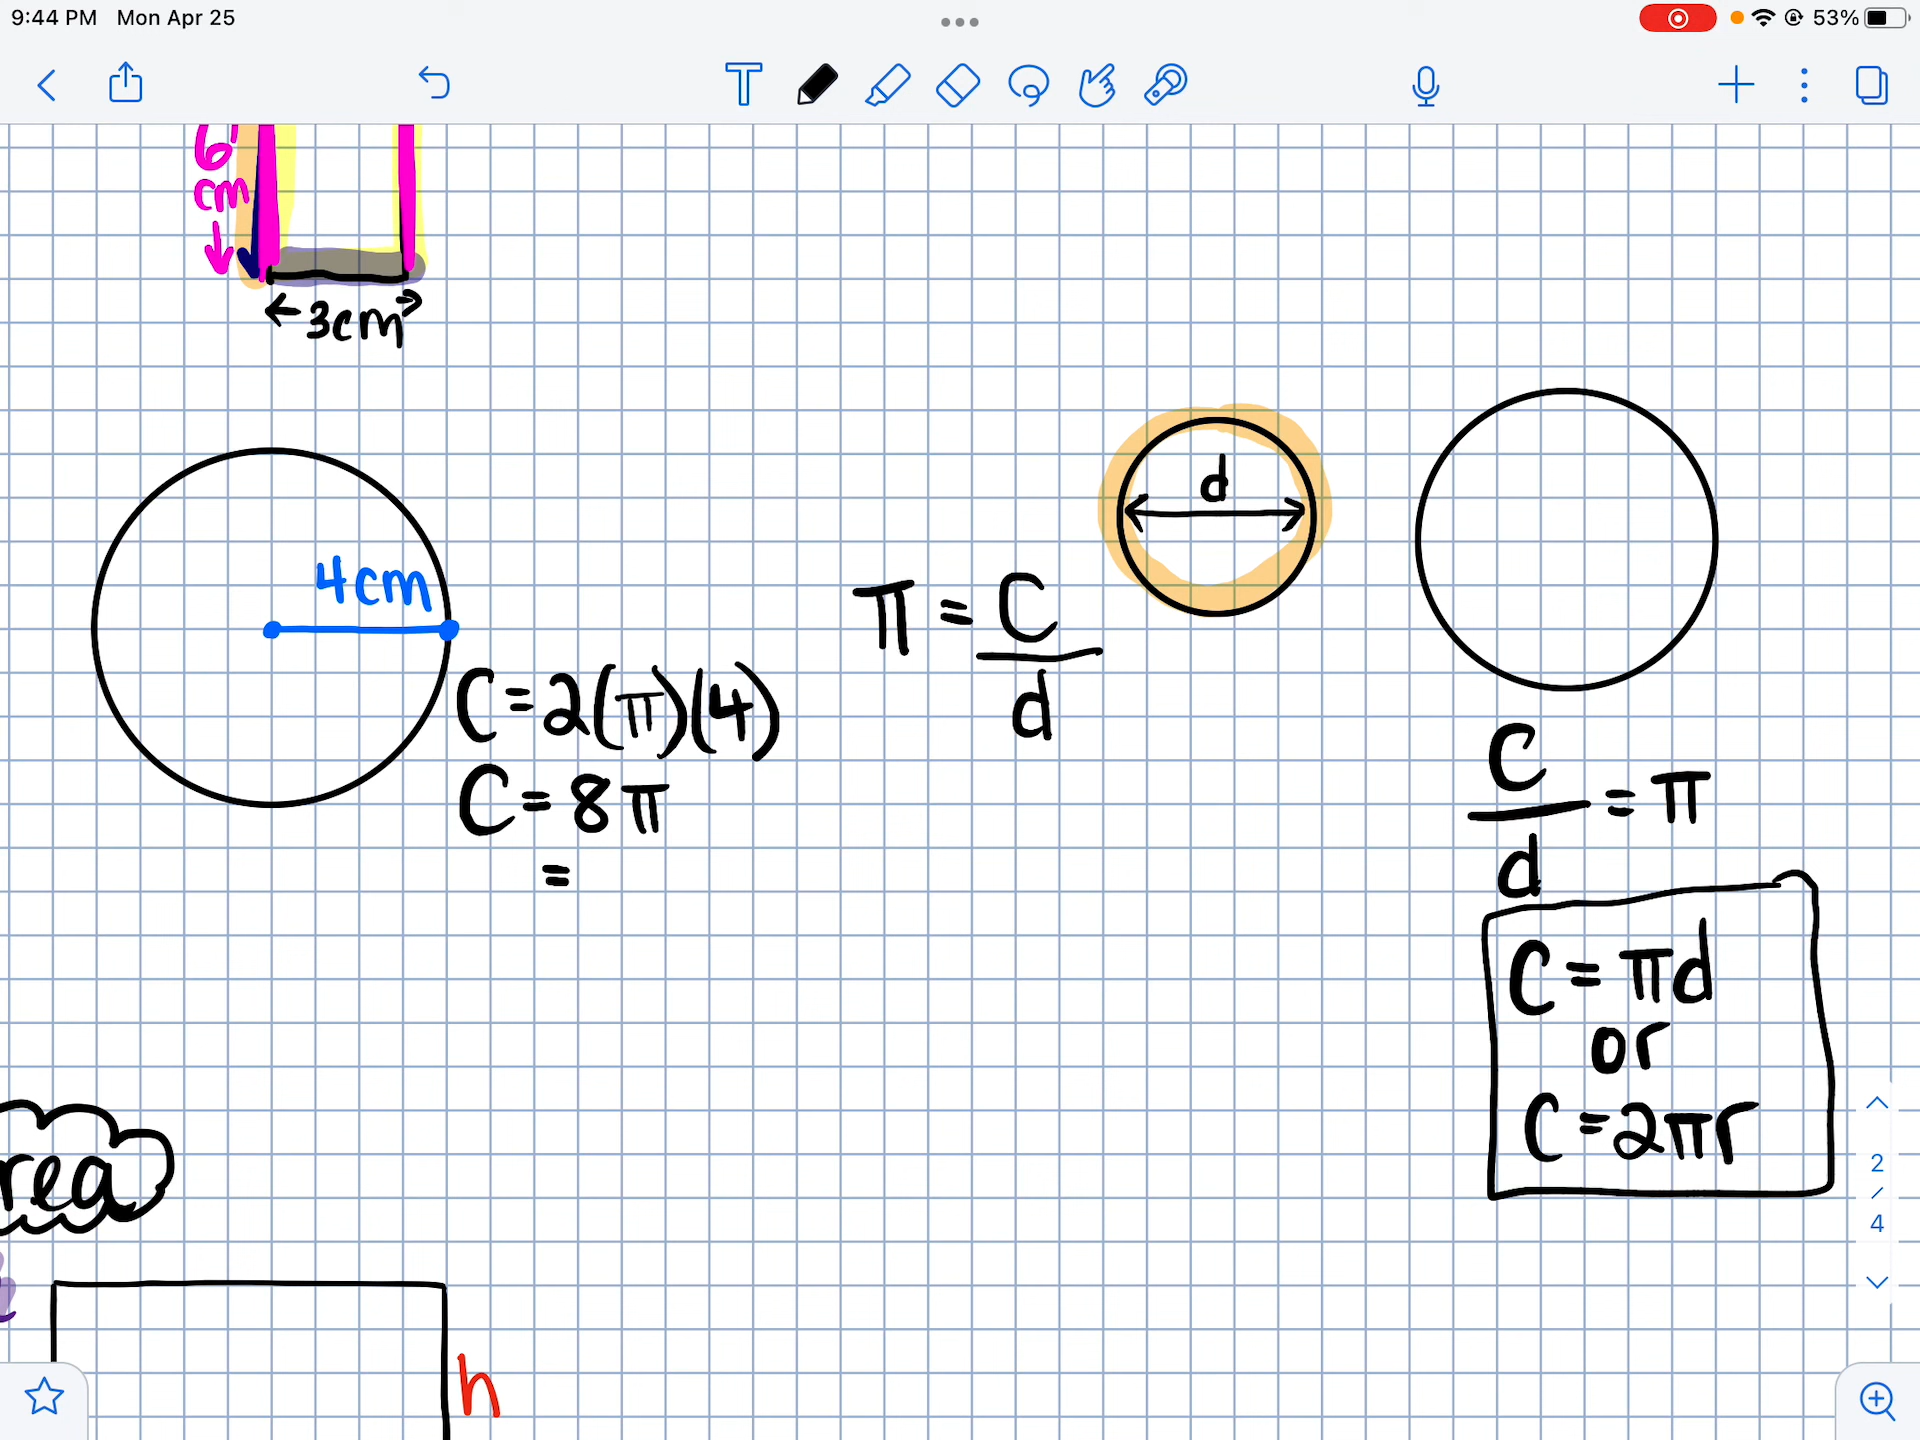 9:44 PM Mon Apr 25
53%
T
6
cm
3cm
4cm
d
π = C
d
C = 2(π)(4)
C = 8π
=
C
= π
d
C = πd
or
C = 2πr
2
/
4
rea
h